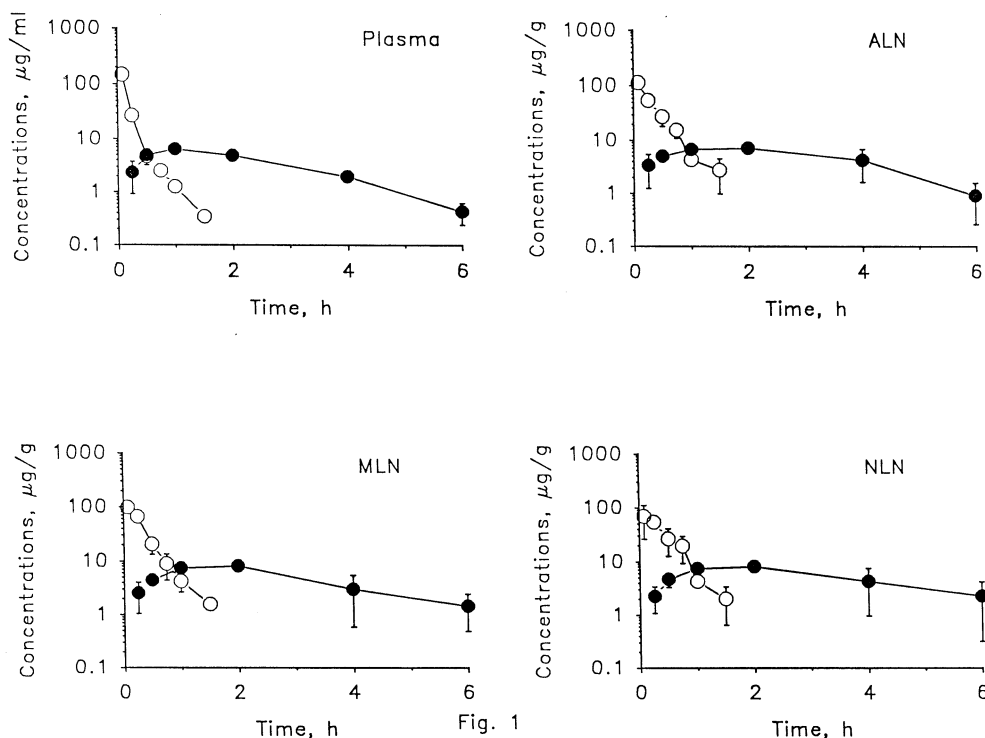 Plasma
Concentrations, µg/ml
1000
100
10
1
0.1
0
2
4
6
Time, h
ALN
Concentrations, µg/g
1000
100
10
1
0.1
0
2
4
6
Time, h
MLN
Concentrations, µg/g
1000
100
10
1
0.1
0
2
4
6
Time, h
NLN
Concentrations, µg/g
1000
100
10
1
0.1
0
2
4
6
Time, h
Fig. 1